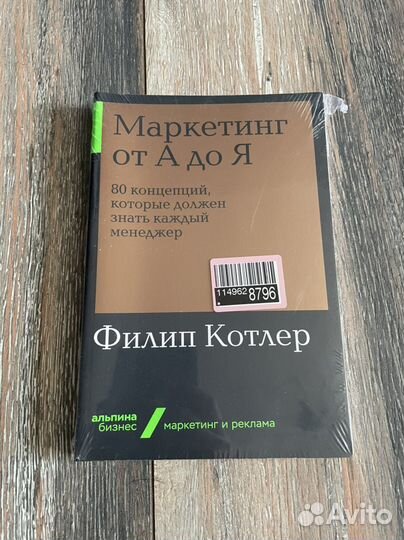 Маркетинг
от А до Я
80 концепций,
которые должен
знать каждый
менеджер
114962 8796
Филип Котлер
альпина
бизнес
маркетинг и реклама
Avito